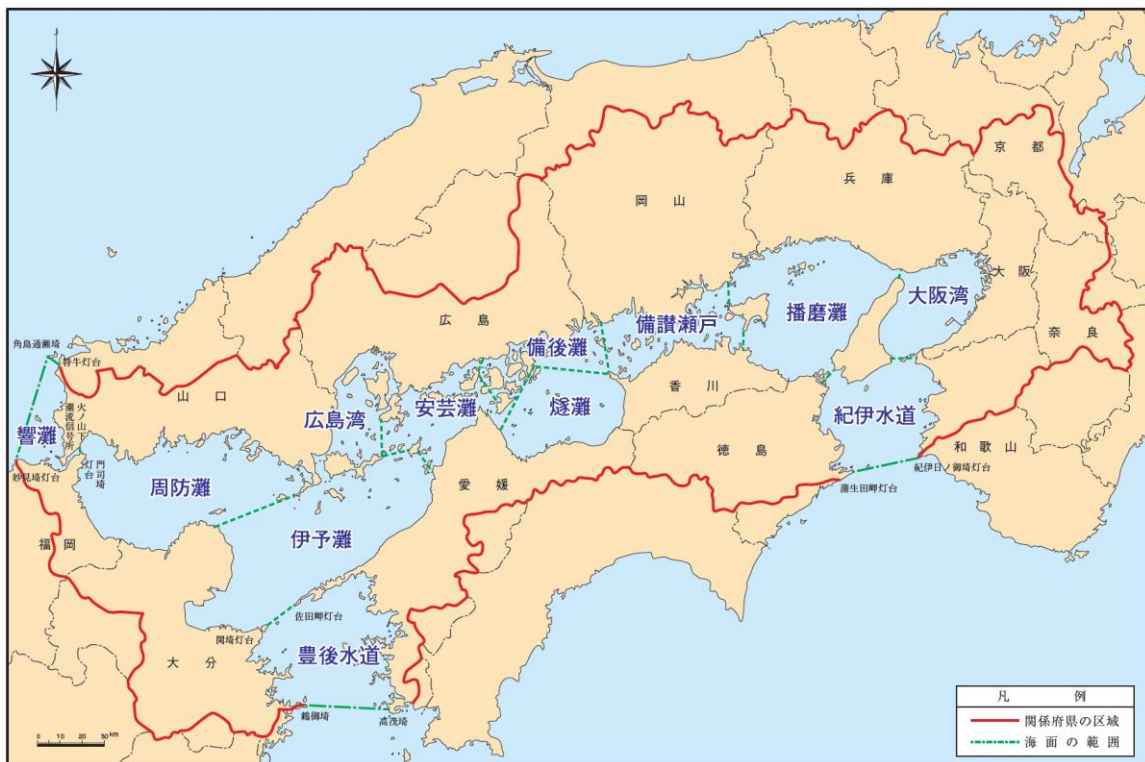 京都
兵庫
岡山
大阪
大阪湾
播磨灘
備讃瀬戸
広島
備後灘
奈良
角島通瀬埼
特牛灯台
香川
山口
安芸灘
燧灘
広島湾
紀伊水道
火ノ山下
潮流信号所
響灘
徳島
和歌山
門司埼
灯台
紀伊日ノ御埼灯台
妙見埼灯台
愛媛
蒲生田岬灯台
周防灘
伊予灘
福岡
佐田岬灯台
関埼灯台
豊後水道
大分
鶴御埼
高茂埼
凡例
関係府県の区域
海面の範囲
0 10 20 30km